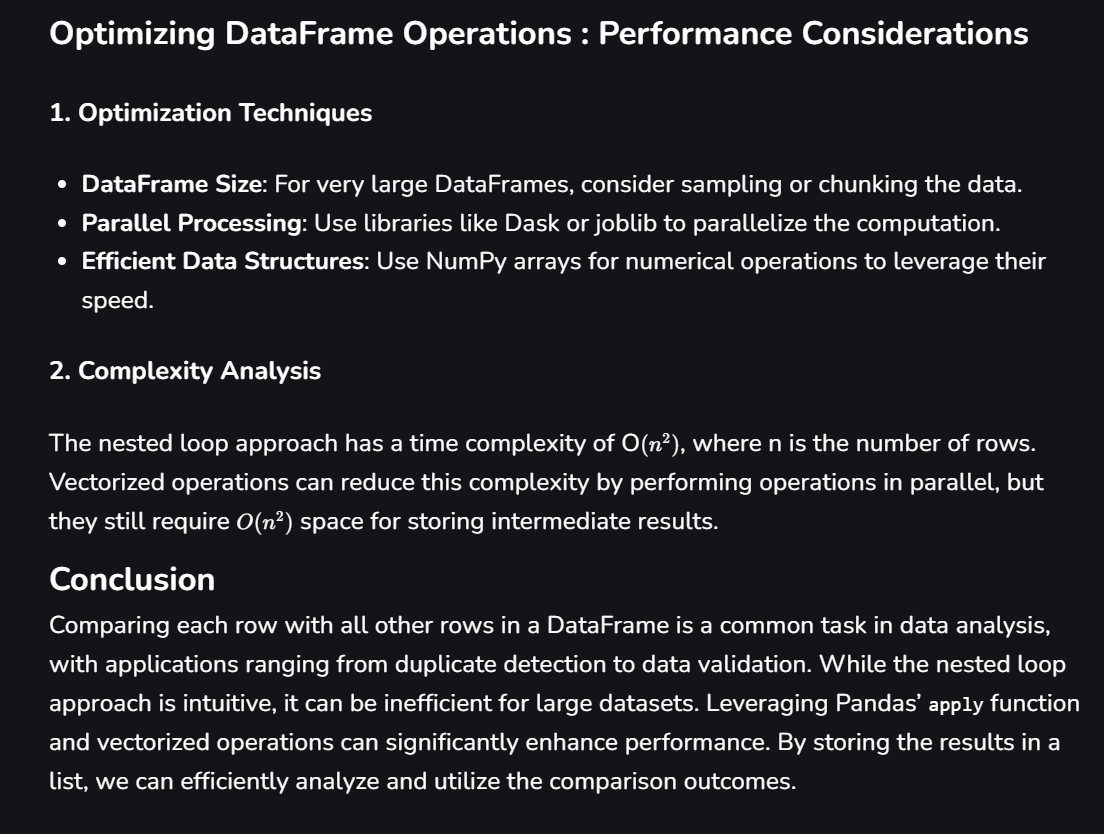 Optimizing DataFrame Operations : Performance Considerations
1. Optimization Techniques
• DataFrame Size: For very large DataFrames, consider sampling or chunking the data.
• Parallel Processing: Use libraries like Dask or joblib to parallelize the computation.
• Efficient Data Structures: Use NumPy arrays for numerical operations to leverage their
speed.
2. Complexity Analysis
The nested loop approach has a time complexity of O(n²), where n is the number of rows.
Vectorized operations can reduce this complexity by performing operations in parallel, but
they still require O(n²) space for storing intermediate results.
Conclusion
Comparing each row with all other rows in a DataFrame is a common task in data analysis,
with applications ranging from duplicate detection to data validation. While the nested loop
approach is intuitive, it can be inefficient for large datasets. Leveraging Pandas’ apply function
and vectorized operations can significantly enhance performance. By storing the results in a
list, we can efficiently analyze and utilize the comparison outcomes.